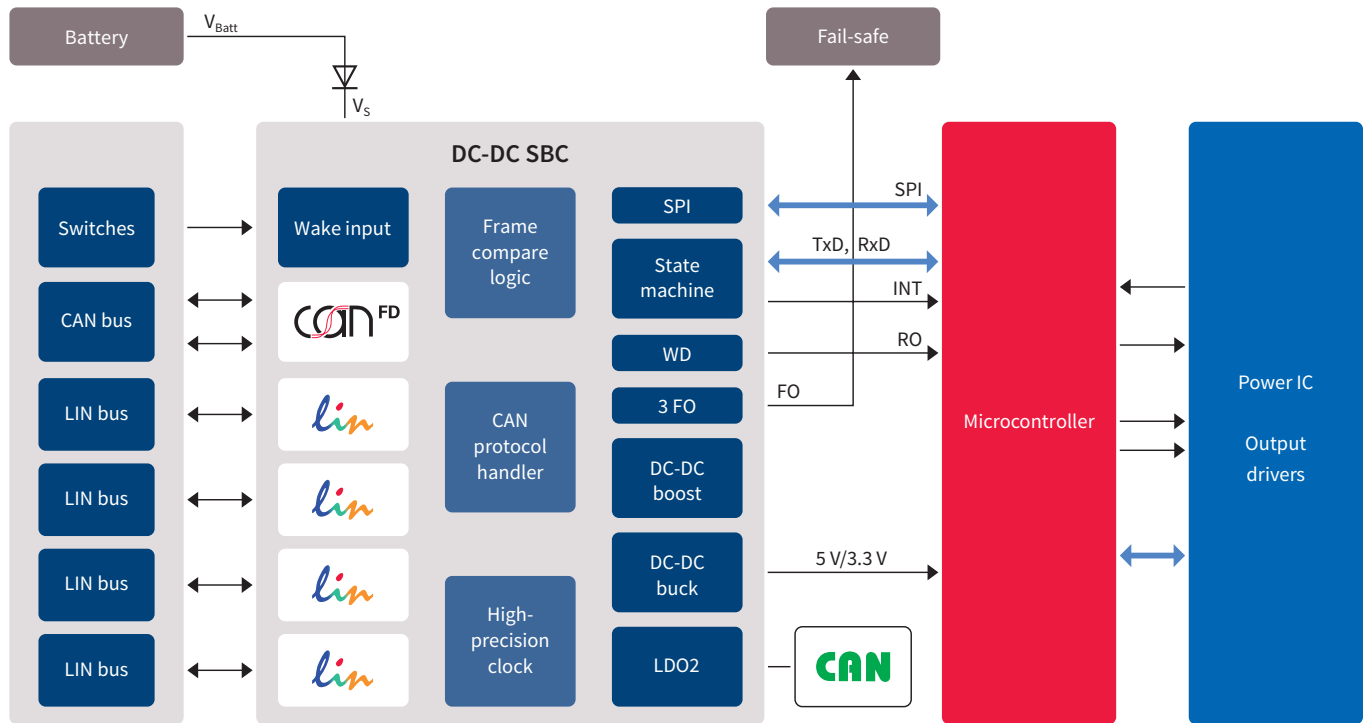 Battery
V_Batt
V_S
Fail-safe
DC-DC SBC
Switches
CAN bus
LIN bus
LIN bus
LIN bus
LIN bus
Wake input
CAN FD
Lin
Lin
Lin
Lin
Frame
compare
logic
CAN
protocol
handler
High-
precision
clock
SPI
State
machine
WD
3 FO
DC-DC
boost
DC-DC
buck
LDO2
SPI
TxD, RxD
INT
RO
FO
5 V/3.3 V
CAN
Microcontroller
Power IC
Output
drivers